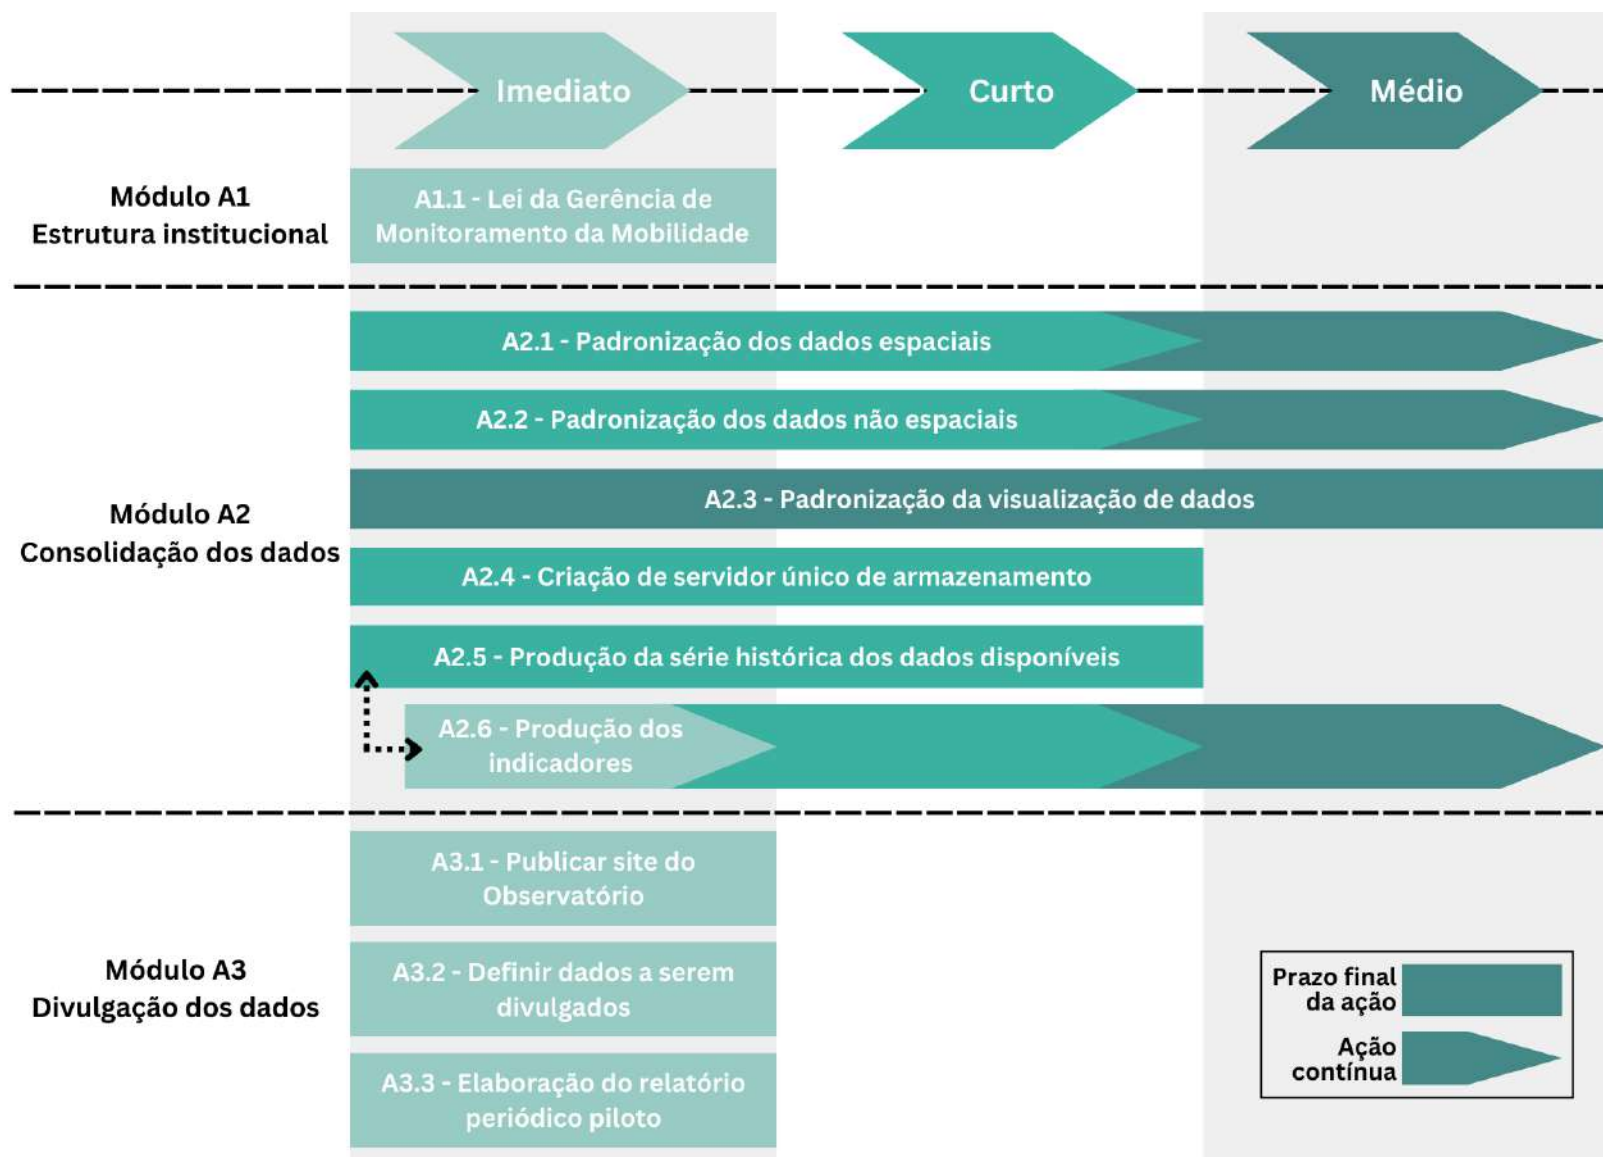 Imediato
Curto
Médio
Módulo A1
Estrutura institucional
A1.1 - Lei da Gerência de
Monitoramento da Mobilidade
Módulo A2
Consolidação dos dados
A2.1 - Padronização dos dados espaciais
A2.2 - Padronização dos dados não espaciais
A2.3 - Padronização da visualização de dados
A2.4 - Criação de servidor único de armazenamento
A2.5 - Produção da série histórica dos dados disponíveis
A2.6 - Produção dos
indicadores
Módulo A3
Divulgação dos dados
A3.1 - Publicar site do
Observatório
A3.2 - Definir dados a serem
divulgados
A3.3 - Elaboração do relatório
periódico piloto
Prazo final
da ação
Ação
contínua